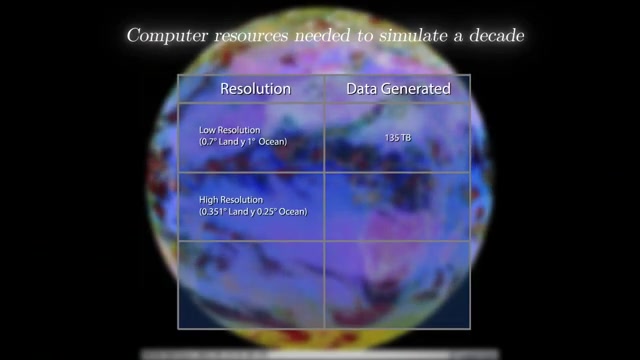 Computer resources needed to simulate a decade
Resolution
Data Generated
Low Resolution
(0.7° Land y 1° Ocean)
135 TB
High Resolution
(0.351° Land y 0.25° Ocean)